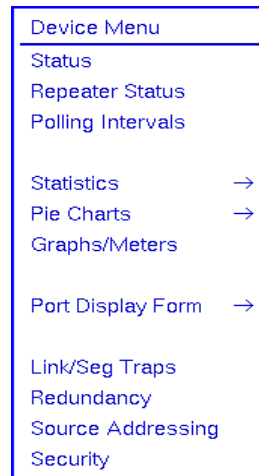 Device Menu
Status
Repeater Status
Polling Intervals
Statistics →
Pie Charts →
Graphs/Meters
Port Display Form →
Link/Seg Traps
Redundancy
Source Addressing
Security